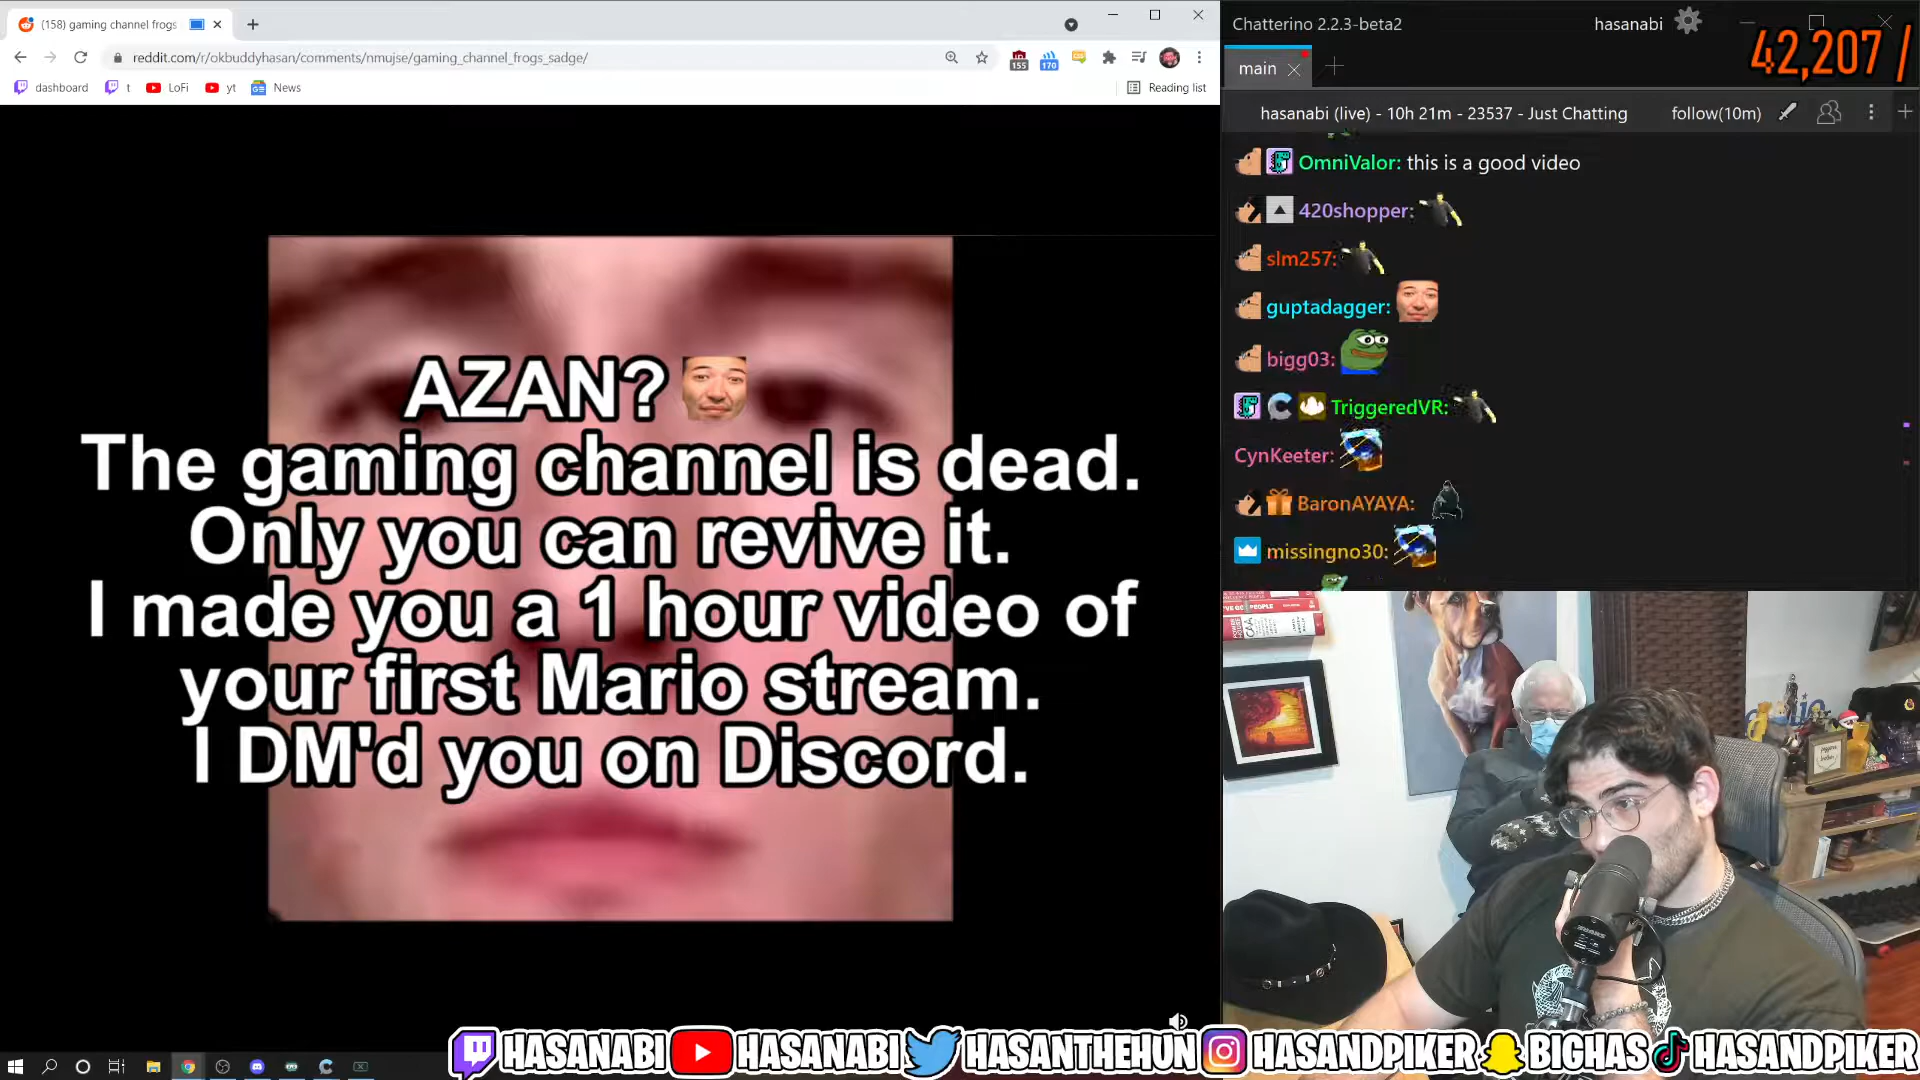 (158) gaming channel frogs
reddit.com/r/okbuddyhasan/comments/nmujse/gaming_channel_frogs_sadge/
155
170
dashboard
t
LoFi
yt
News
Reading list
AZAN?
The gaming channel is dead.
Only you can revive it.
I made you a 1 hour video of
your first Mario stream.
I DM'd you on Discord.
Chatterino 2.2.3-beta2
hasanabi
42,207 /
main
hasanabi (live) - 10h 21m - 23537 - Just Chatting
follow(10m)
OmniValor: this is a good video
420shopper:
slm257:
guptadagger:
bigg03:
TriggeredVR:
CynKeeter:
BaronAYAYA:
missingno30:
HASANABI
HASANABI
HASANTHEHUN
HASANDPIKER
BIGHAS
HASANDPIKER